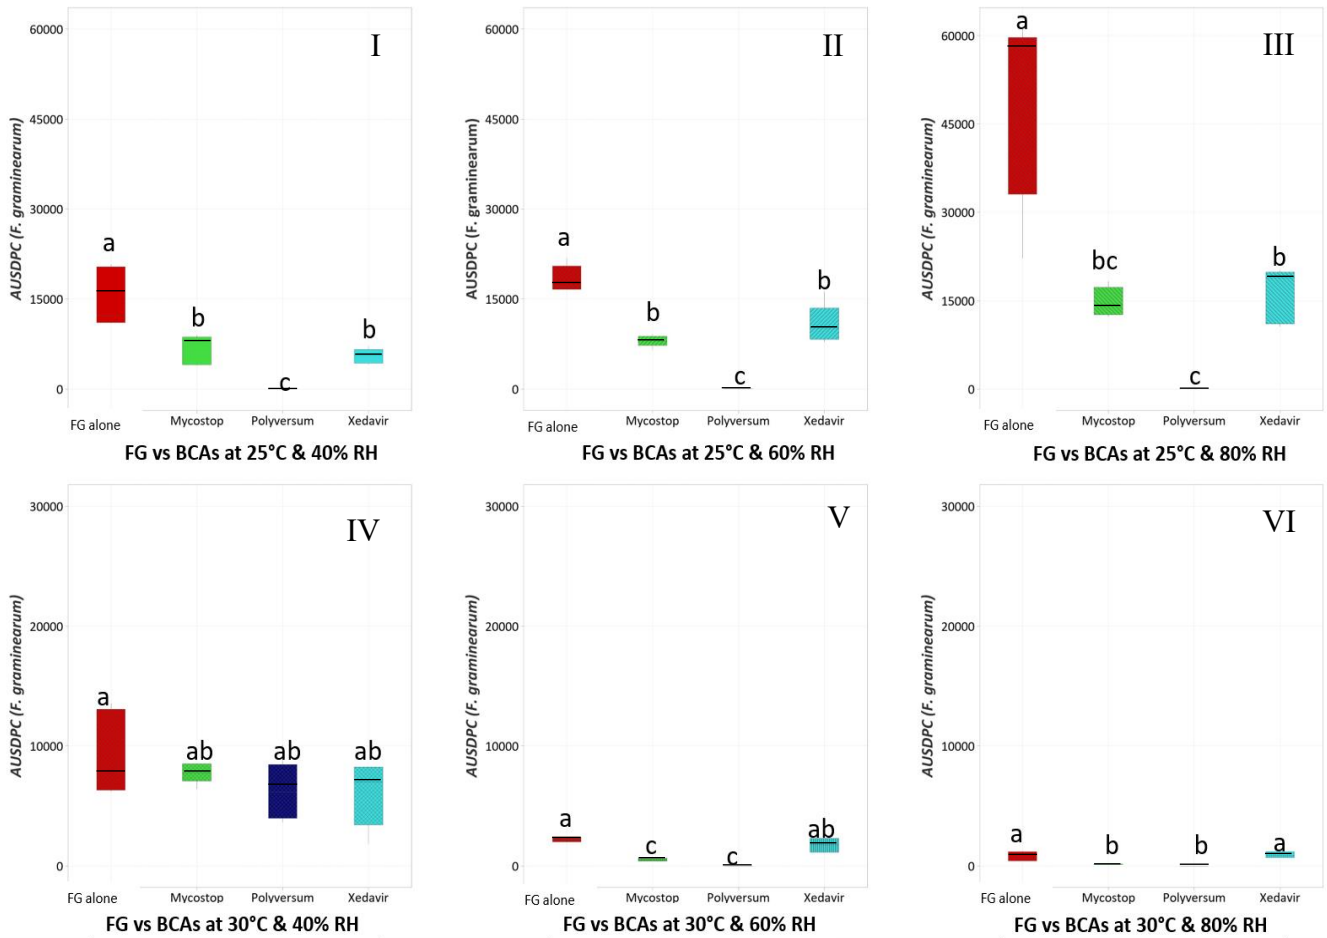 60000
45000
30000
15000
0
AUSDPC (F. graminearum)
I
a
b
c
b
FG alone
Mycostop
Polyversum
Xedavir
FG vs BCAs at 25°C & 40% RH
60000
45000
30000
15000
0
AUSDPC (F. graminearum)
II
a
b
c
b
FG alone
Mycostop
Polyversum
Xedavir
FG vs BCAs at 25°C & 60% RH
60000
45000
30000
15000
0
AUSDPC (F. graminearum)
III
a
bc
c
b
FG alone
Mycostop
Polyversum
Xedavir
FG vs BCAs at 25°C & 80% RH
30000
20000
10000
0
AUSDPC (F. graminearum)
IV
a
ab
ab
ab
FG alone
Mycostop
Polyversum
Xedavir
FG vs BCAs at 30°C & 40% RH
30000
20000
10000
0
AUSDPC (F. graminearum)
V
a
c
c
ab
FG alone
Mycostop
Polyversum
Xedavir
FG vs BCAs at 30°C & 60% RH
30000
20000
10000
0
AUSDPC (F. graminearum)
VI
a
b
b
a
FG alone
Mycostop
Polyversum
Xedavir
FG vs BCAs at 30°C & 80% RH